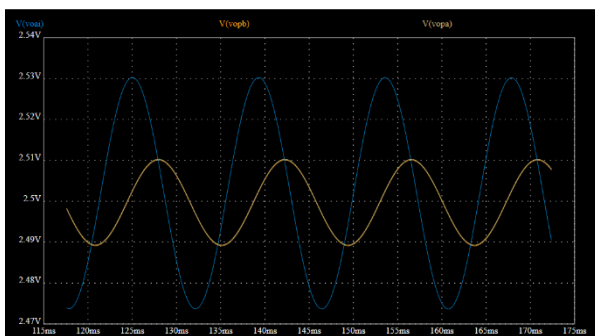 V(vosi) V(vopb) V(vopa)
2.54V
2.53V
2.52V
2.51V
2.5V
2.49V
2.48V
2.47V
115ms 120ms 125ms 130ms 135ms 140ms 145ms 150ms 155ms 160ms 165ms 170ms 175ms